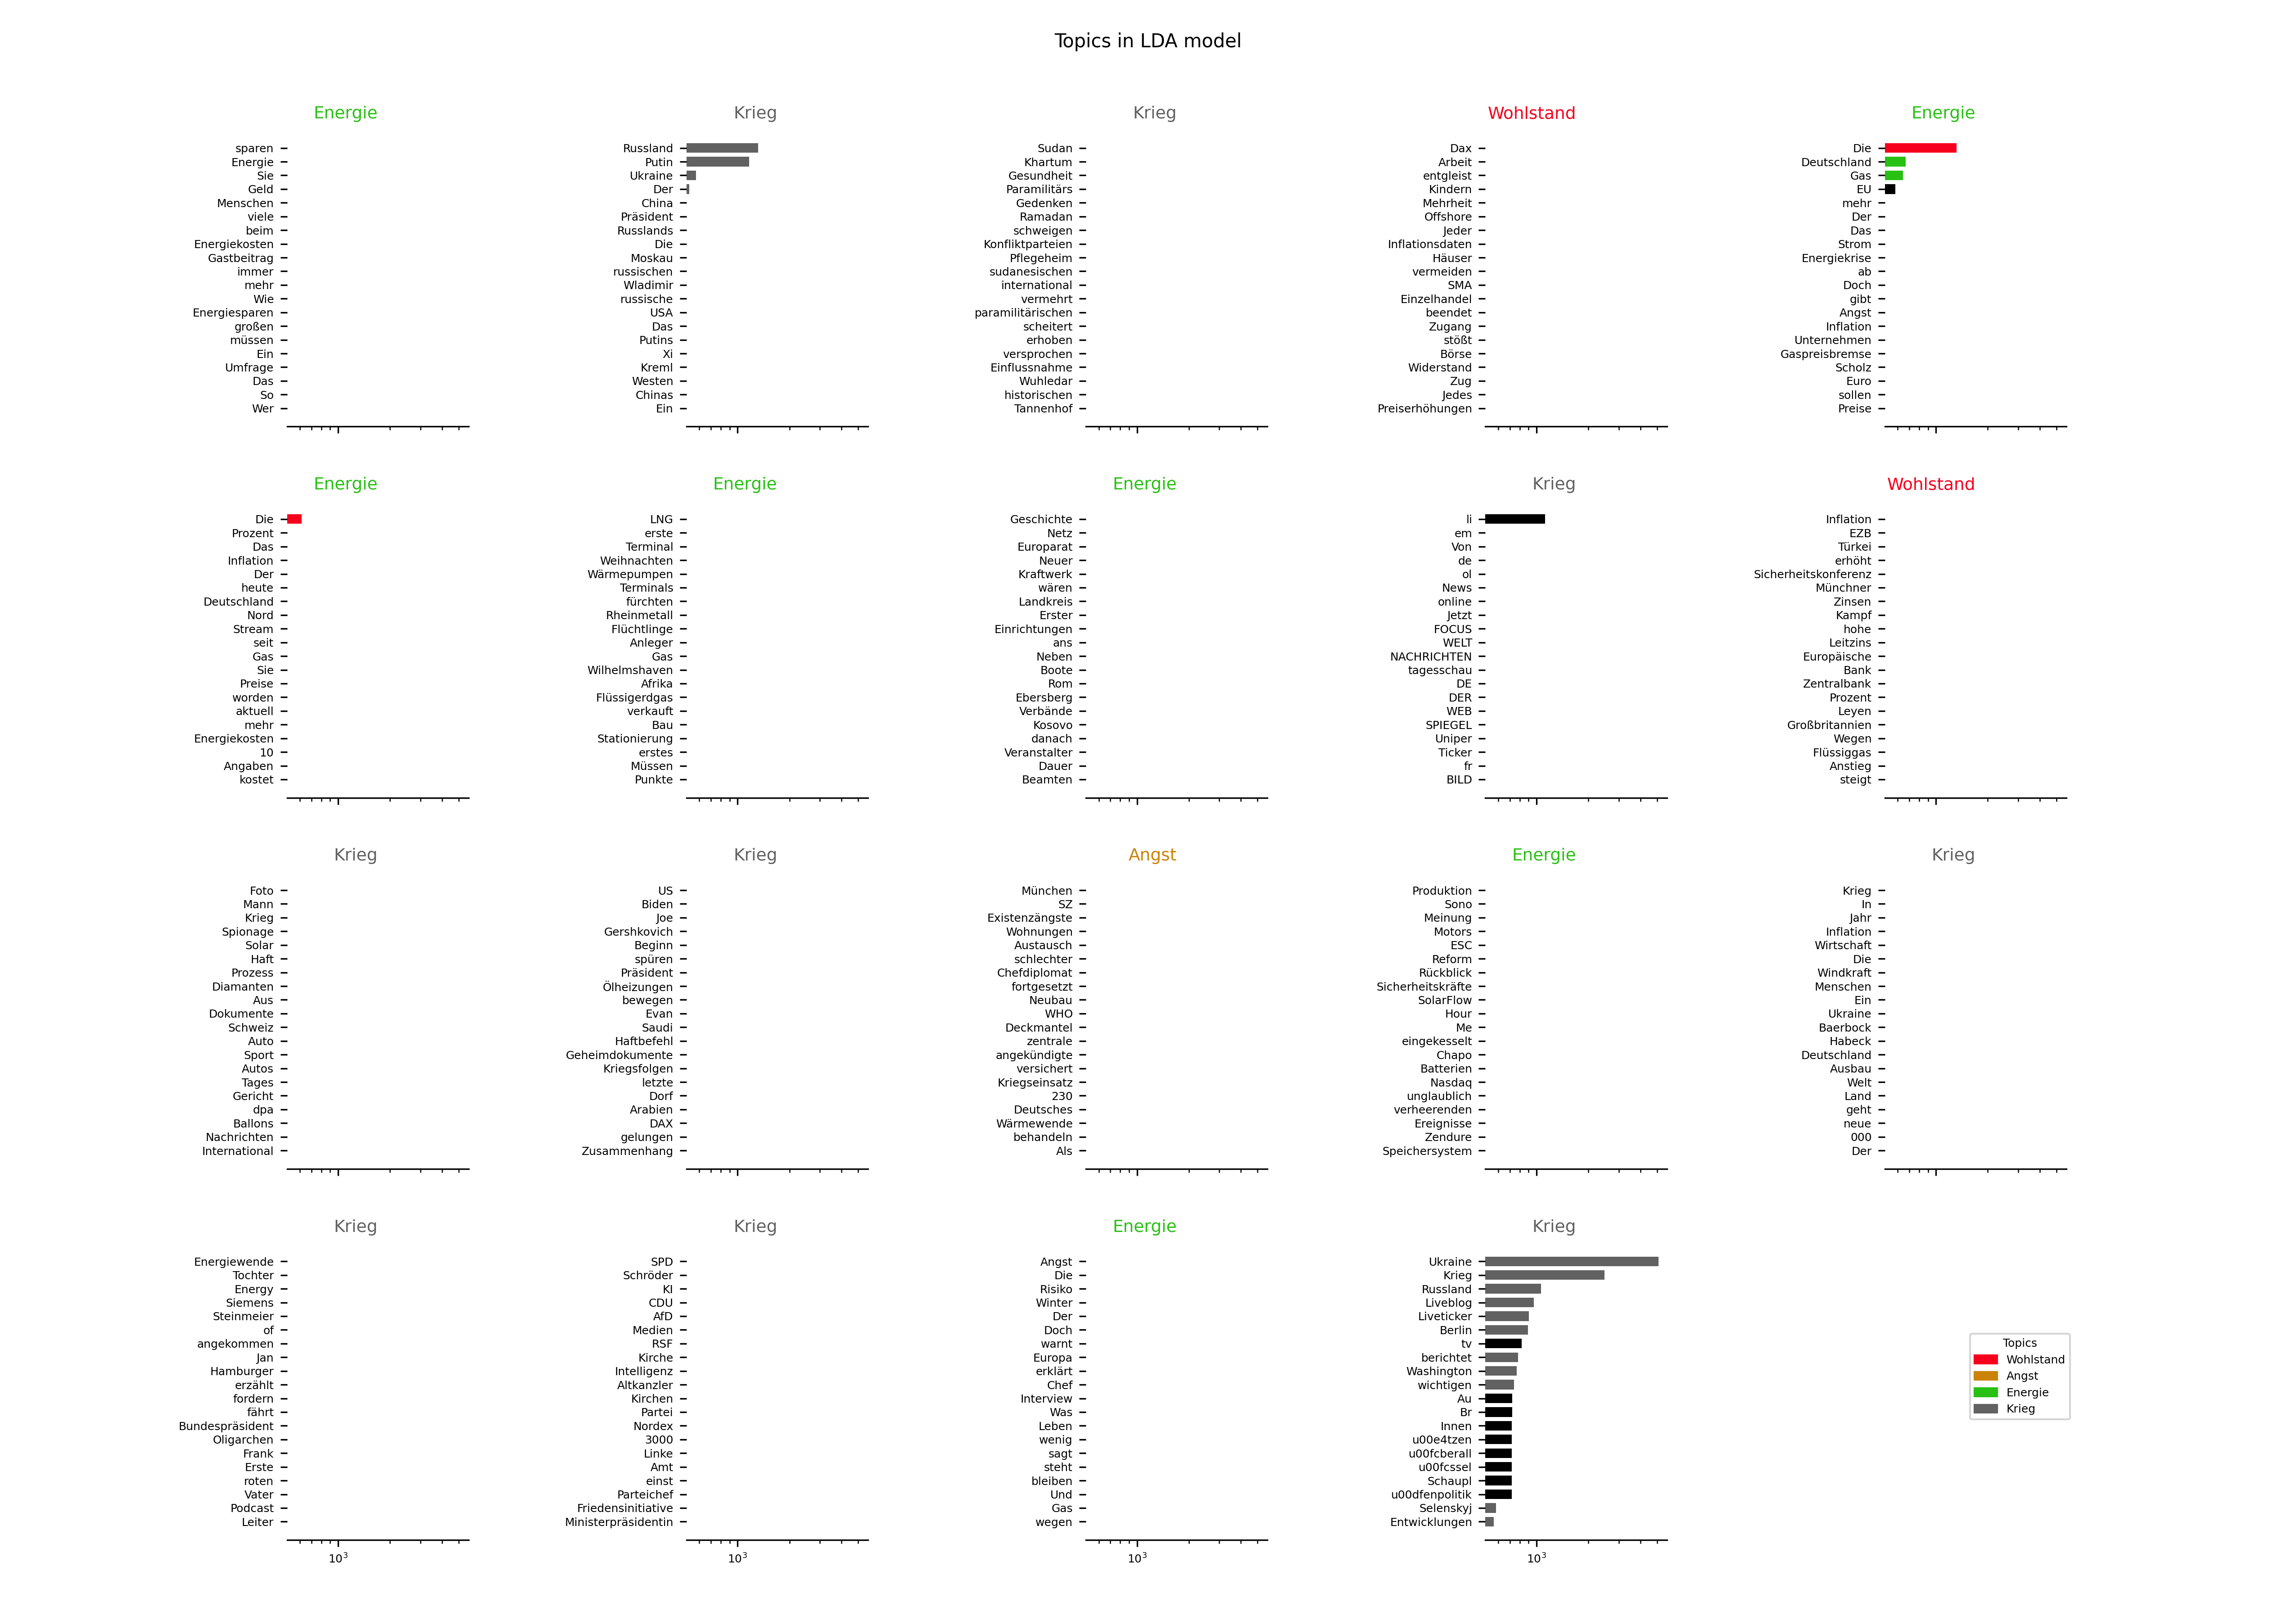 Topics in LDA model
Energie
sparen
Energie
Sie
Geld
Menschen
viele
beim
Energiekosten
Gastbeitrag
immer
mehr
Wie
Energiesparen
großen
müssen
Ein
Umfrage
Das
So
Wer
Krieg
Russland
Putin
Ukraine
Der
China
Präsident
Russlands
Die
Moskau
russischen
Wladimir
russische
USA
Das
Putins
Xi
Kreml
Westen
Chinas
Ein
Krieg
Sudan
Khartum
Gesundheit
Paramilitärs
Gedenken
Ramadan
schweigen
Konfliktparteien
Pflegeheim
sudanesischen
international
vermehrt
paramilitärischen
scheitert
erhoben
versprochen
Einflussnahme
Wuhledar
historischen
Tannenhof
Wohlstand
Dax
Arbeit
entgleist
Kindern
Mehrheit
Offshore
Jeder
Inflationsdaten
Häuser
vermeiden
SMA
Einzelhandel
beendet
Zugang
stößt
Börse
Widerstand
Zug
Jedes
Preiserhöhungen
Energie
Die
Deutschland
Gas
EU
mehr
Der
Das
Strom
Energiekrise
ab
Doch
gibt
Angst
Inflation
Unternehmen
Gaspreisbremse
Scholz
Euro
sollen
Preise
Energie
Die
Prozent
Das
Inflation
Der
heute
Deutschland
Nord
Stream
seit
Gas
Sie
Preise
worden
aktuell
mehr
Energiekosten
10
Angaben
kostet
Energie
LNG
erste
Terminal
Weihnachten
Wärmepumpen
Terminals
fürchten
Rheinmetall
Flüchtlinge
Anleger
Gas
Wilhelmshaven
Afrika
Flüssigerdgas
verkauft
Bau
Stationierung
erstes
Müssen
Punkte
Energie
Geschichte
Netz
Europarat
Neuer
Kraftwerk
wären
Landkreis
Erster
Einrichtungen
ans
Neben
Boote
Rom
Ebersberg
Verbände
Kosovo
danach
Veranstalter
Dauer
Beamten
Krieg
li
em
Von
de
ol
News
online
Jetzt
FOCUS
WELT
NACHRICHTEN
tagesschau
DE
DER
WEB
SPIEGEL
Uniper
Ticker
fr
BILD
Wohlstand
Inflation
EZB
Türkei
erhöht
Sicherheitskonferenz
Münchner
Zinsen
Kampf
hohe
Leitzins
Europäische
Bank
Zentralbank
Prozent
Leyen
Großbritannien
Wegen
Flüssiggas
Anstieg
steigt
Krieg
Foto
Mann
Krieg
Spionage
Solar
Haft
Prozess
Diamanten
Aus
Dokumente
Schweiz
Auto
Sport
Autos
Tages
Gericht
dpa
Ballons
Nachrichten
International
Krieg
US
Biden
Joe
Gershkovich
Beginn
spüren
Präsident
Ölheizungen
bewegen
Evan
Saudi
Haftbefehl
Geheimdokumente
Kriegsfolgen
letzte
Dorf
Arabien
DAX
gelungen
Zusammenhang
Angst
München
SZ
Existenzängste
Wohnungen
Austausch
schlechter
Chefdiplomat
fortgesetzt
Neubau
WHO
Deckmantel
zentrale
angekündigte
versichert
Kriegseinsatz
230
Deutsches
Wärmewende
behandeln
Als
Energie
Produktion
Sono
Meinung
Motors
ESC
Reform
Rückblick
Sicherheitskräfte
SolarFlow
Hour
Me
eingekesselt
Chapo
Batterien
Nasdaq
unglaublich
verheerenden
Ereignisse
Zendure
Speichersystem
Krieg
Krieg
In
Jahr
Inflation
Wirtschaft
Die
Windkraft
Menschen
Ein
Ukraine
Baerbock
Habeck
Deutschland
Ausbau
Welt
Land
geht
neue
000
Der
Krieg
Energiewende
Tochter
Energy
Siemens
Steinmeier
of
angekommen
Jan
Hamburger
erzählt
fordern
fährt
Bundespräsident
Oligarchen
Frank
Erste
roten
Vater
Podcast
Leiter
10³
Krieg
SPD
Schröder
KI
CDU
AfD
Medien
RSF
Kirche
Intelligenz
Altkanzler
Kirchen
Partei
Nordex
3000
Linke
Amt
einst
Parteichef
Friedensinitiative
Ministerpräsidentin
10³
Energie
Angst
Die
Risiko
Winter
Der
Doch
warnt
Europa
erklärt
Chef
Interview
Was
Leben
wenig
sagt
steht
bleiben
Und
Gas
wegen
10³
Krieg
Ukraine
Krieg
Russland
Liveblog
Liveticker
Berlin
tv
berichtet
Washington
wichtigen
Au
Br
Innen
u00e4tzen
u00fcberall
u00fcssel
Schaupl
u00dfenpolitik
Selenskyj
Entwicklungen
10³
Topics
Wohlstand
Angst
Energie
Krieg